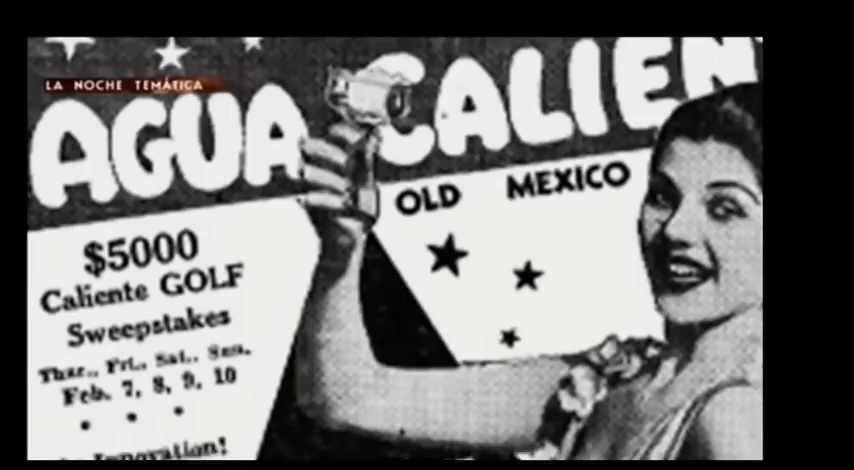 LA NOCHE TEMÁTICA
AGUA CALIEN
OLD MEXICO
$5000
Caliente GOLF
Sweepstakes
Thur., Fri., Sat., Sun.
Feb. 7, 8, 9, 10
Innovation!